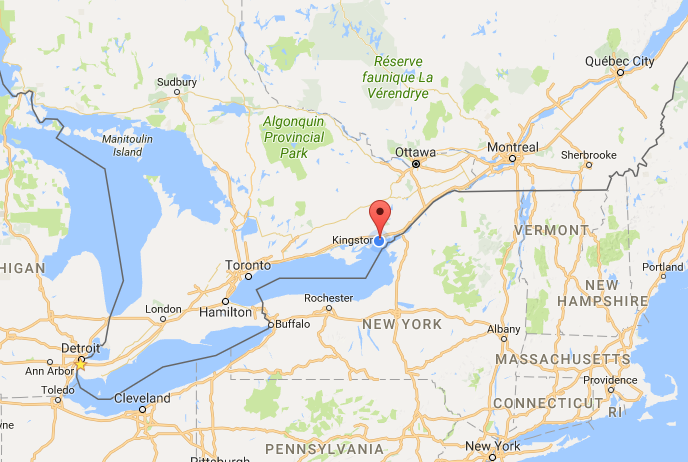 Réserve
faunique La
Vérendrye
Québec City
Sudbury
Algonquin
Provincial
Park
Manitoulin
Island
Ottawa
Montreal
Sherbrooke
Kingston
VERMONT
Toronto
Portland
HIGAN
NEW
HAMPSHIRE
London
Hamilton
Rochester
Buffalo
NEW YORK
Albany
Detroit
Ann Arbor
MASSACHUSETTS
Toledo
Cleveland
Providence
CONNECTICUT
RI
yne
PENNSYLVANIA
New York
Pittsburgh